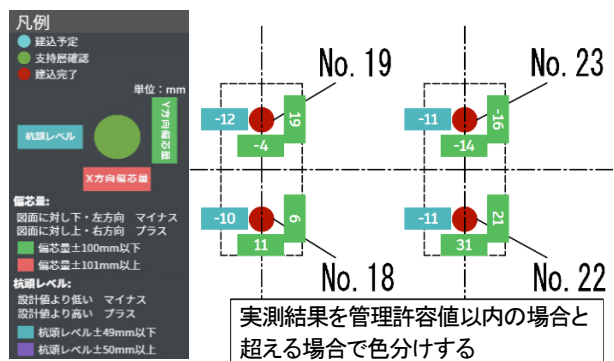 凡例
建込予定
支持層確認
建込完了
単位：mm
杭頭レベル
Y方向偏芯量
X方向偏芯量
偏芯量:
図面に対し下・左方向　マイナス
図面に対し上・右方向　プラス
偏芯量±100mm以下
偏芯量±101mm以上
杭頭レベル:
設計値より低い　マイナス
設計値より高い　プラス
杭頭レベル±49mm以下
杭頭レベル±50mm以上
No. 19
-12
19
-4
No. 23
-11
-16
-14
-10
6
11
No. 18
-11
21
31
No. 22
実測結果を管理許容値以内の場合と
超える場合で色分けする